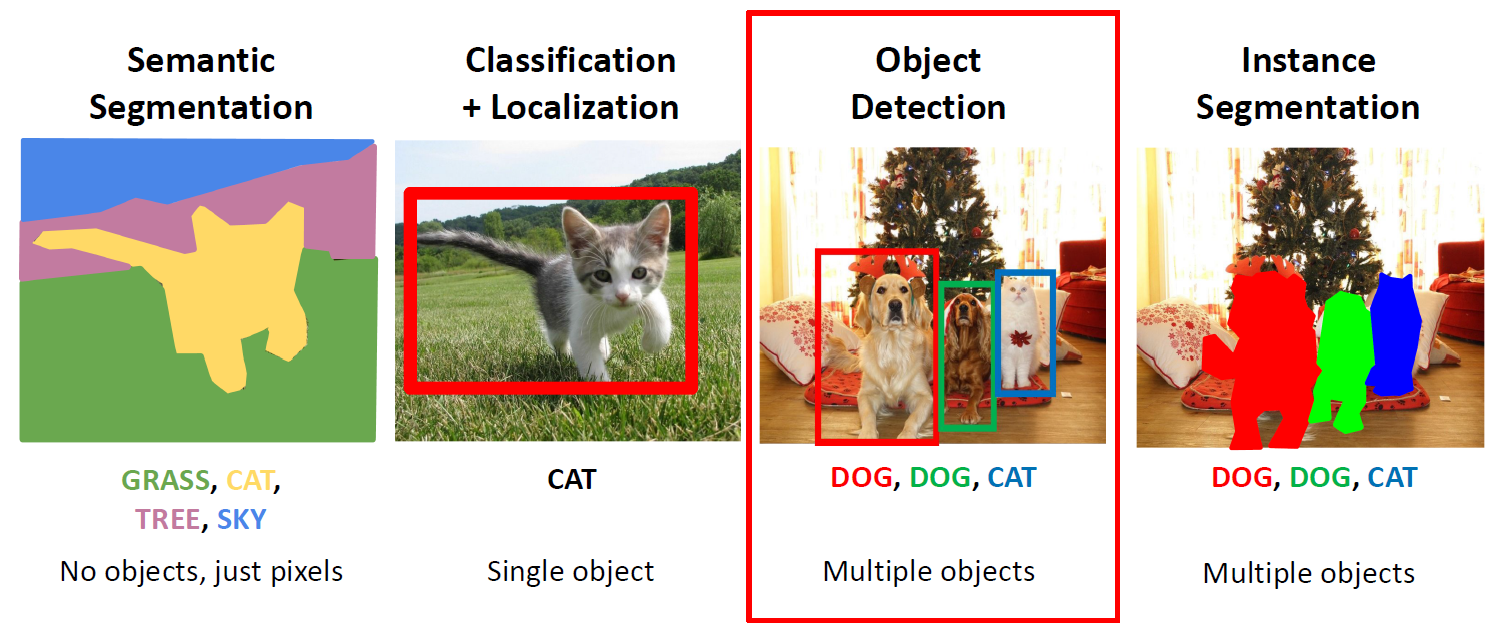 Semantic
Segmentation
Classification
+ Localization
Object
Detection
Instance
Segmentation
GRASS, CAT,
TREE, SKY
CAT
DOG, DOG, CAT
DOG, DOG, CAT
No objects, just pixels
Single object
Multiple objects
Multiple objects